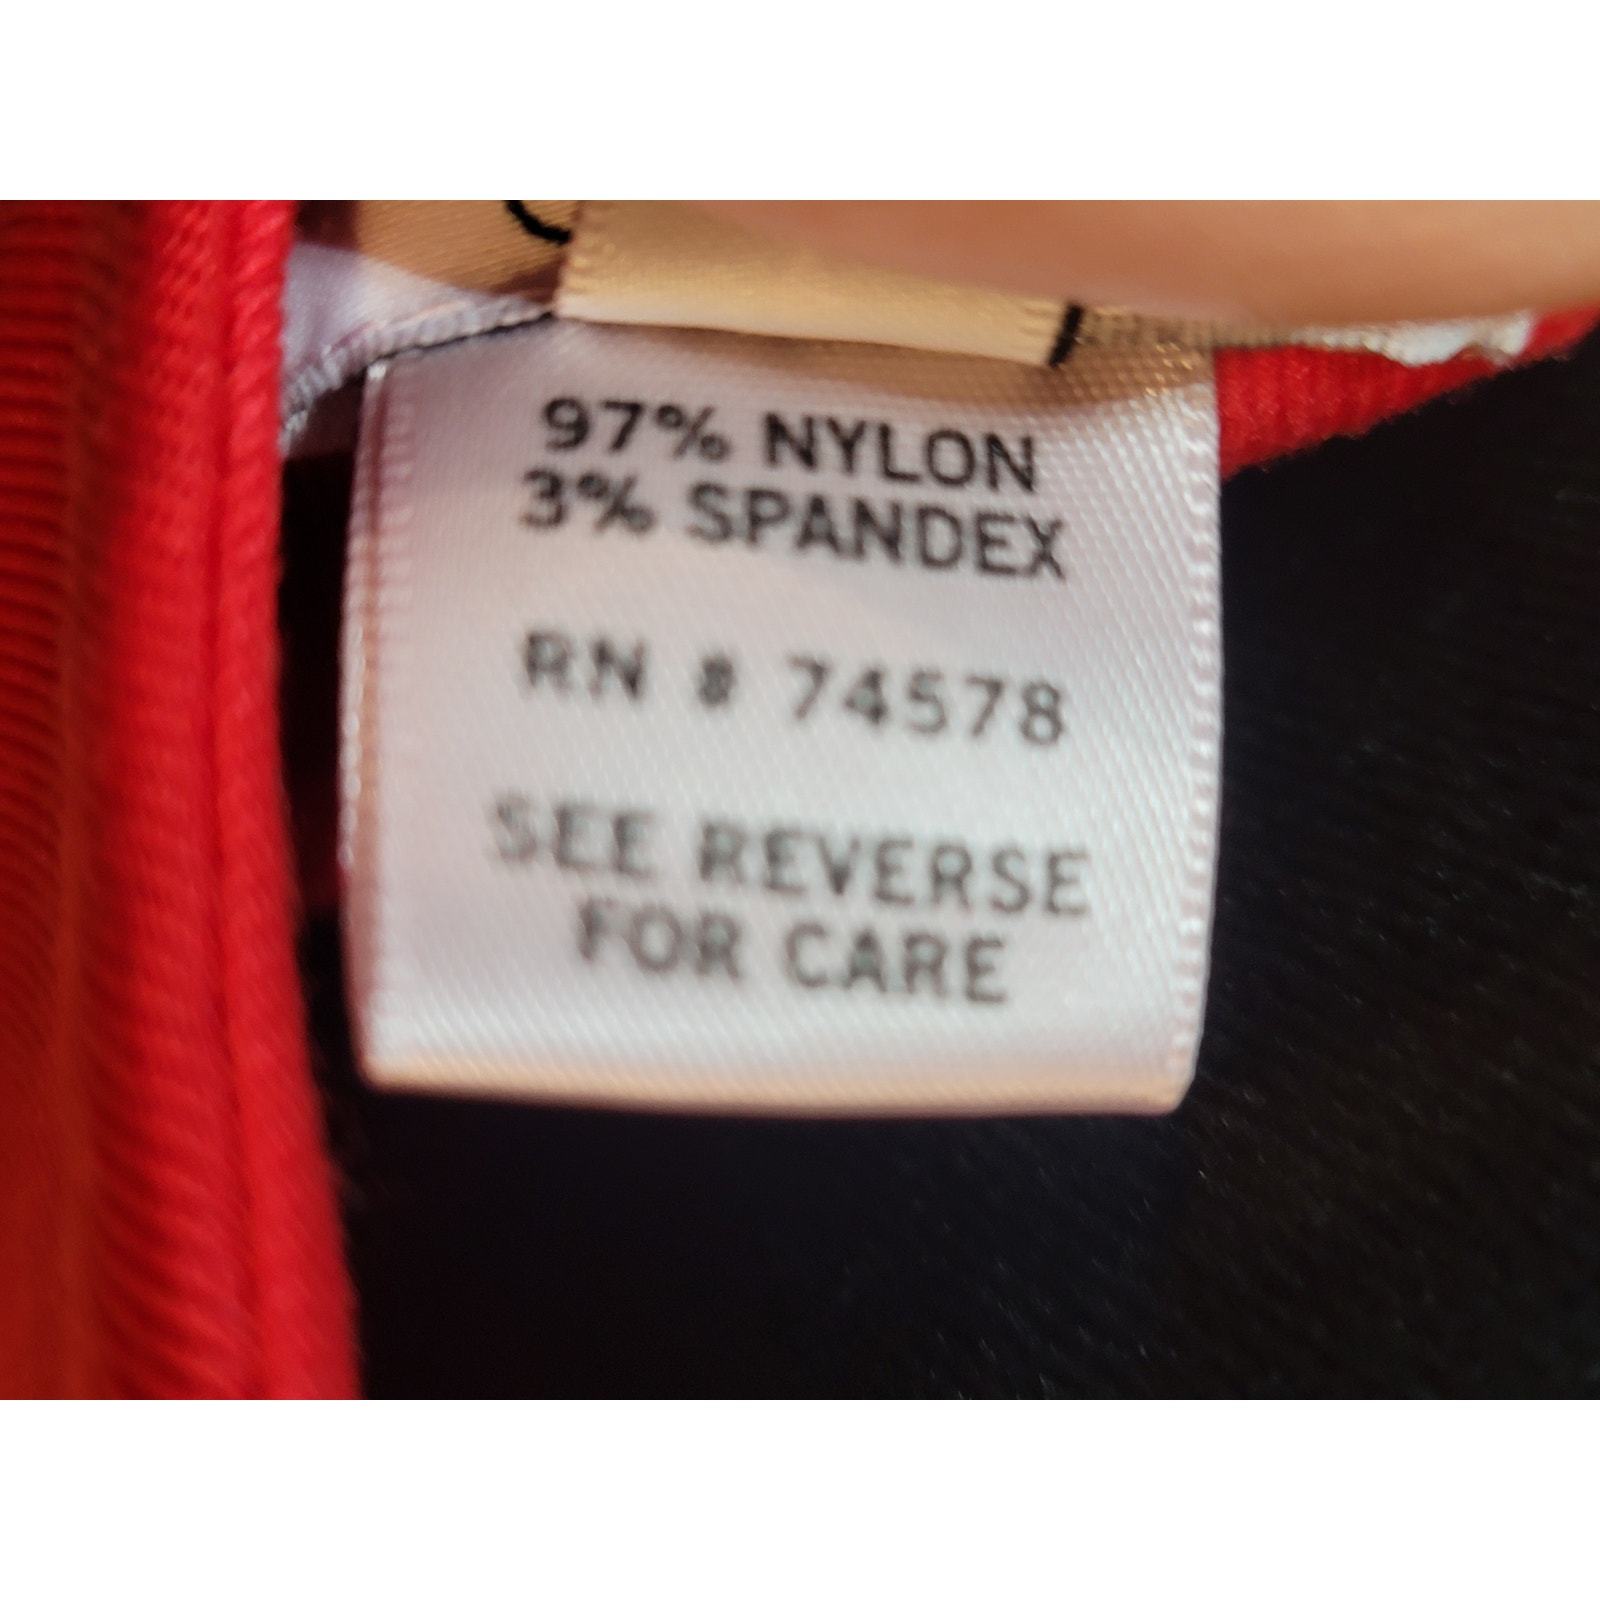 97% NYLON
3% SPANDEX
RN # 74578
SEE REVERSE
FOR CARE